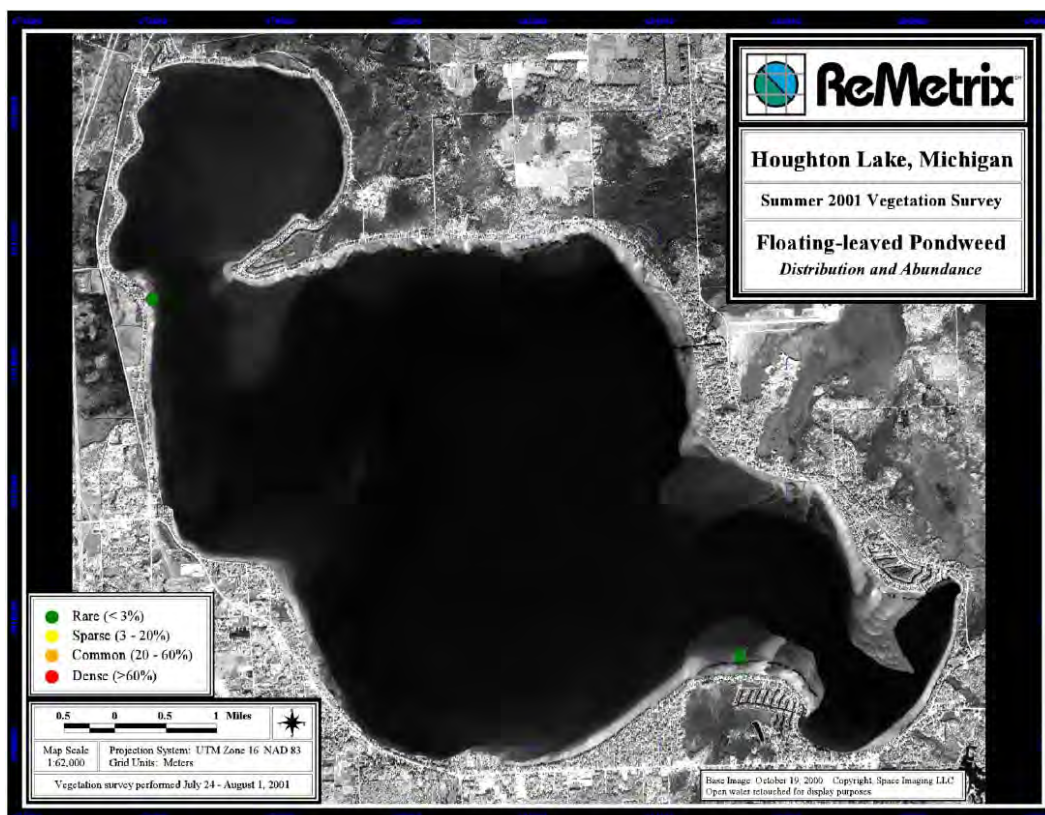 ReMetrix
Houghton Lake, Michigan
Summer 2001 Vegetation Survey
Floating-leaved Pondweed
Distribution and Abundance
Rare (< 3%)
Sparse (3 - 20%)
Common (20 - 60%)
Dense (>60%)
0.5 0 0.5 1 Miles
Map Scale
1:62,000
Projection System: UTM Zone 16 NAD 83
Grid Units: Meters
Vegetation survey performed July 24 - August 1, 2001
Base Image: October 19, 2000 Copyright, Space Imaging LLC
Open water retouched for display purposes